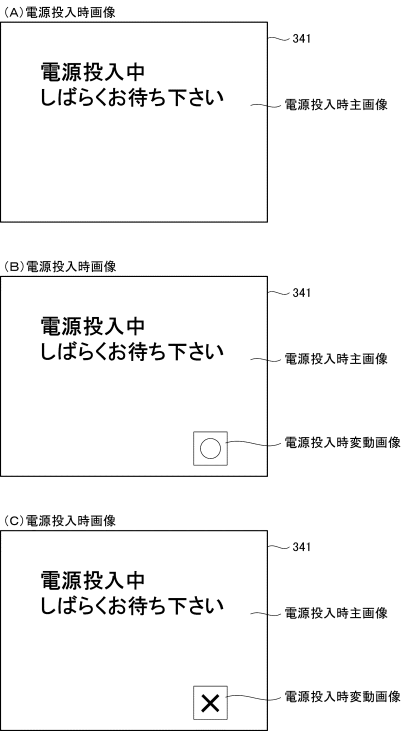 （A）電源投入時画像
341
電源投入中
しばらくお待ち下さい
電源投入時主画像
（B）電源投入時画像
341
電源投入中
しばらくお待ち下さい
電源投入時主画像
電源投入時変動画像
（C）電源投入時画像
341
電源投入中
しばらくお待ち下さい
電源投入時主画像
電源投入時変動画像